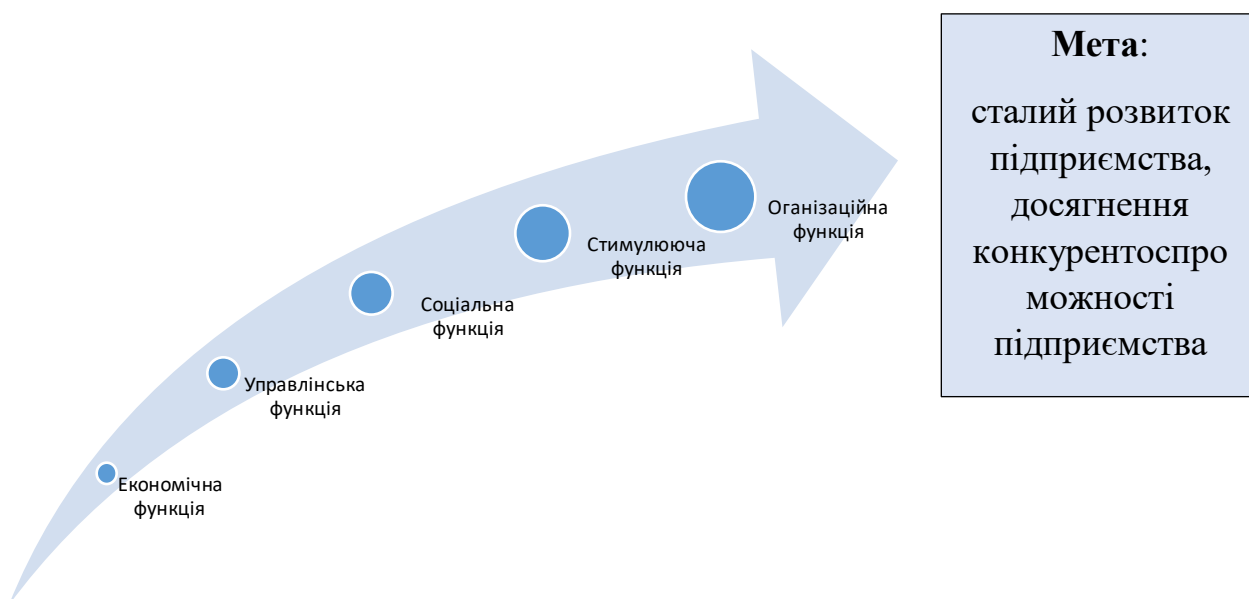 Мета:
сталий розвиток
підприємства,
досягнення
конкурентоспро
можності
підприємства
Оганізаційна
функція
Стимулююча
функція
Соціальна
функція
Управлінська
функція
Економічна
функція